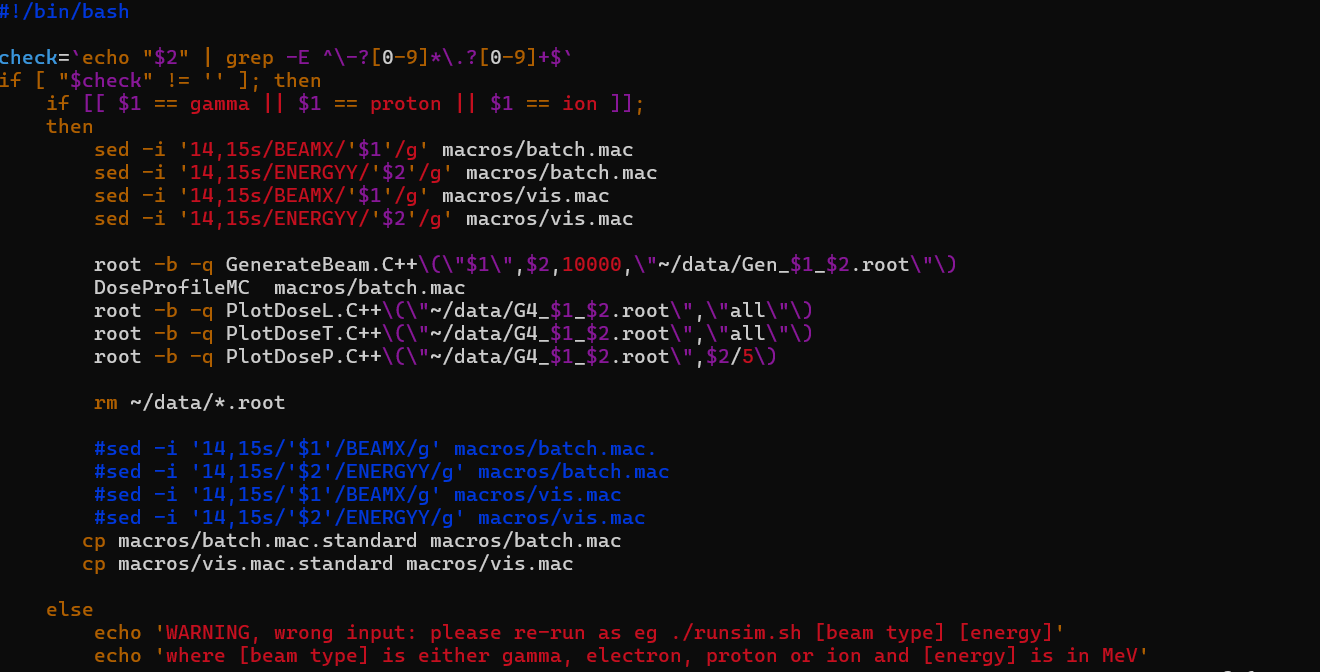 #!/bin/bash
check=`echo "$2" | grep -E ^\-?[0-9]*\.?[0-9]+$`
if [ "$check" != '' ]; then
    if [[ $1 == gamma || $1 == proton || $1 == ion ]];
    then
        sed -i '14,15s/BEAMX/'$1'/g' macros/batch.mac
        sed -i '14,15s/ENERGYY/'$2'/g' macros/batch.mac
        sed -i '14,15s/BEAMX/'$1'/g' macros/vis.mac
        sed -i '14,15s/ENERGYY/'$2'/g' macros/vis.mac
        root -b -q GenerateBeam.C++\(\"$1\",$2,10000,\"~/data/Gen_$1_$2.root\"\)
        DoseProfileMC  macros/batch.mac
        root -b -q PlotDoseL.C++\(\"~/data/G4_$1_$2.root\",\"all\"\)
        root -b -q PlotDoseT.C++\(\"~/data/G4_$1_$2.root\",\"all\"\)
        root -b -q PlotDoseP.C++\(\"~/data/G4_$1_$2.root\",$2/5\)
        rm ~/data/*.root
        #sed -i '14,15s/'$1'/BEAMX/g' macros/batch.mac.
        #sed -i '14,15s/'$2'/ENERGYY/g' macros/batch.mac
        #sed -i '14,15s/'$1'/BEAMX/g' macros/vis.mac
        #sed -i '14,15s/'$2'/ENERGYY/g' macros/vis.mac
       cp macros/batch.mac.standard macros/batch.mac
       cp macros/vis.mac.standard macros/vis.mac
    else
        echo 'WARNING, wrong input: please re-run as eg ./runsim.sh [beam type] [energy]'
        echo 'where [beam type] is either gamma, electron, proton or ion and [energy] is in MeV'